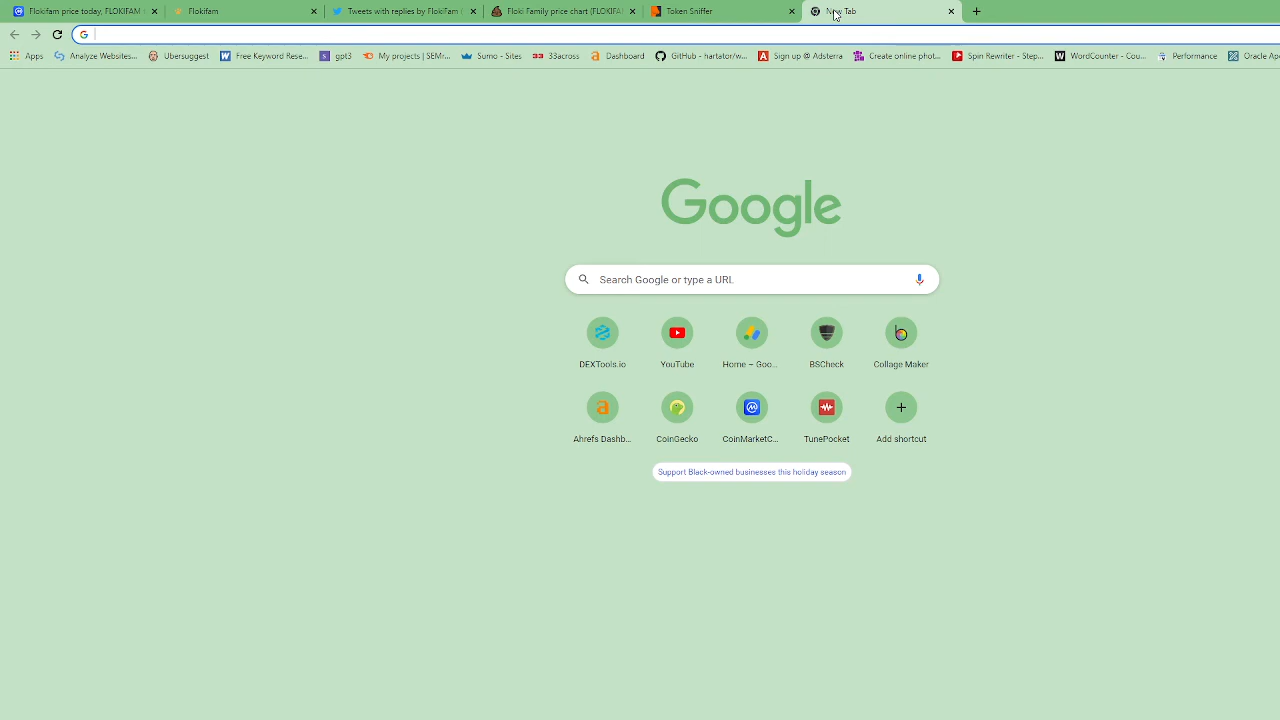 Flokifam price today, FLOKIFAM
Flokifam
Tweets with replies by FlokiFam (
Floki Family price chart (FLOKIFAM
Token Sniffer
New Tab
Apps
Analyze Websites...
Ubersuggest
Free Keyword Rese...
gpt3
My projects | SEMr...
Sumo - Sites
33across
Dashboard
GitHub - hartator/w...
Sign up @ Adsterra
Create online phot...
Spin Rewriter - Step...
WordCounter - Cou...
Performance
Oracle Ap
Google
Search Google or type a URL
DEXTools.io
YouTube
Home – Goo...
BSCheck
Collage Maker
Ahrefs Dashb...
CoinGecko
CoinMarketC...
TunePocket
Add shortcut
Support Black-owned businesses this holiday season